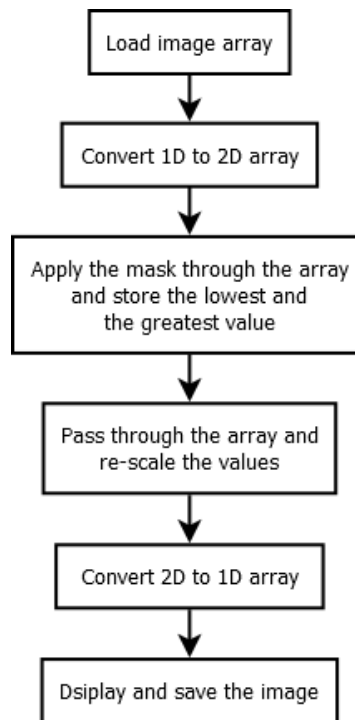 Load image array
Convert 1D to 2D array
Apply the mask through the array
and store the lowest and
the greatest value
Pass through the array and
re-scale the values
Convert 2D to 1D array
Dsiplay and save the image